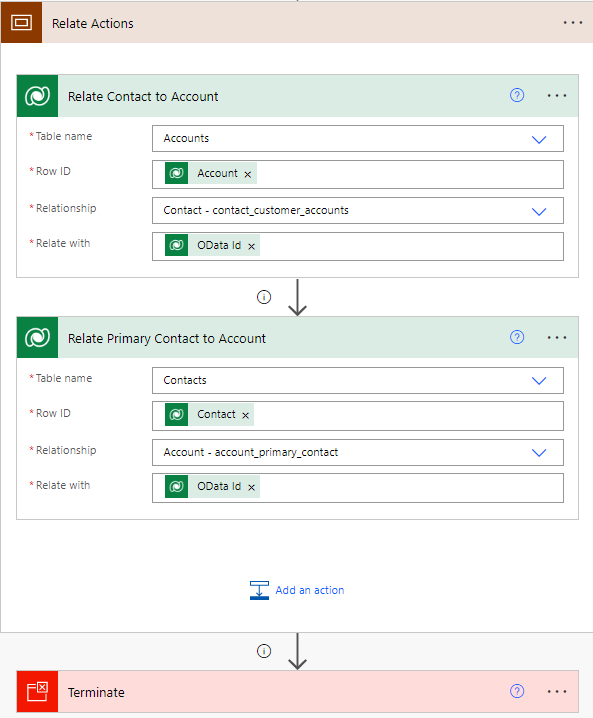 Relate Actions
Relate Contact to Account
* Table name Accounts
* Row ID Account ×
* Relationship Contact - contact_customer_accounts
* Relate with OData Id ×
Relate Primary Contact to Account
* Table name Contacts
* Row ID Contact ×
* Relationship Account - account_primary_contact
* Relate with OData Id ×
Add an action
Terminate